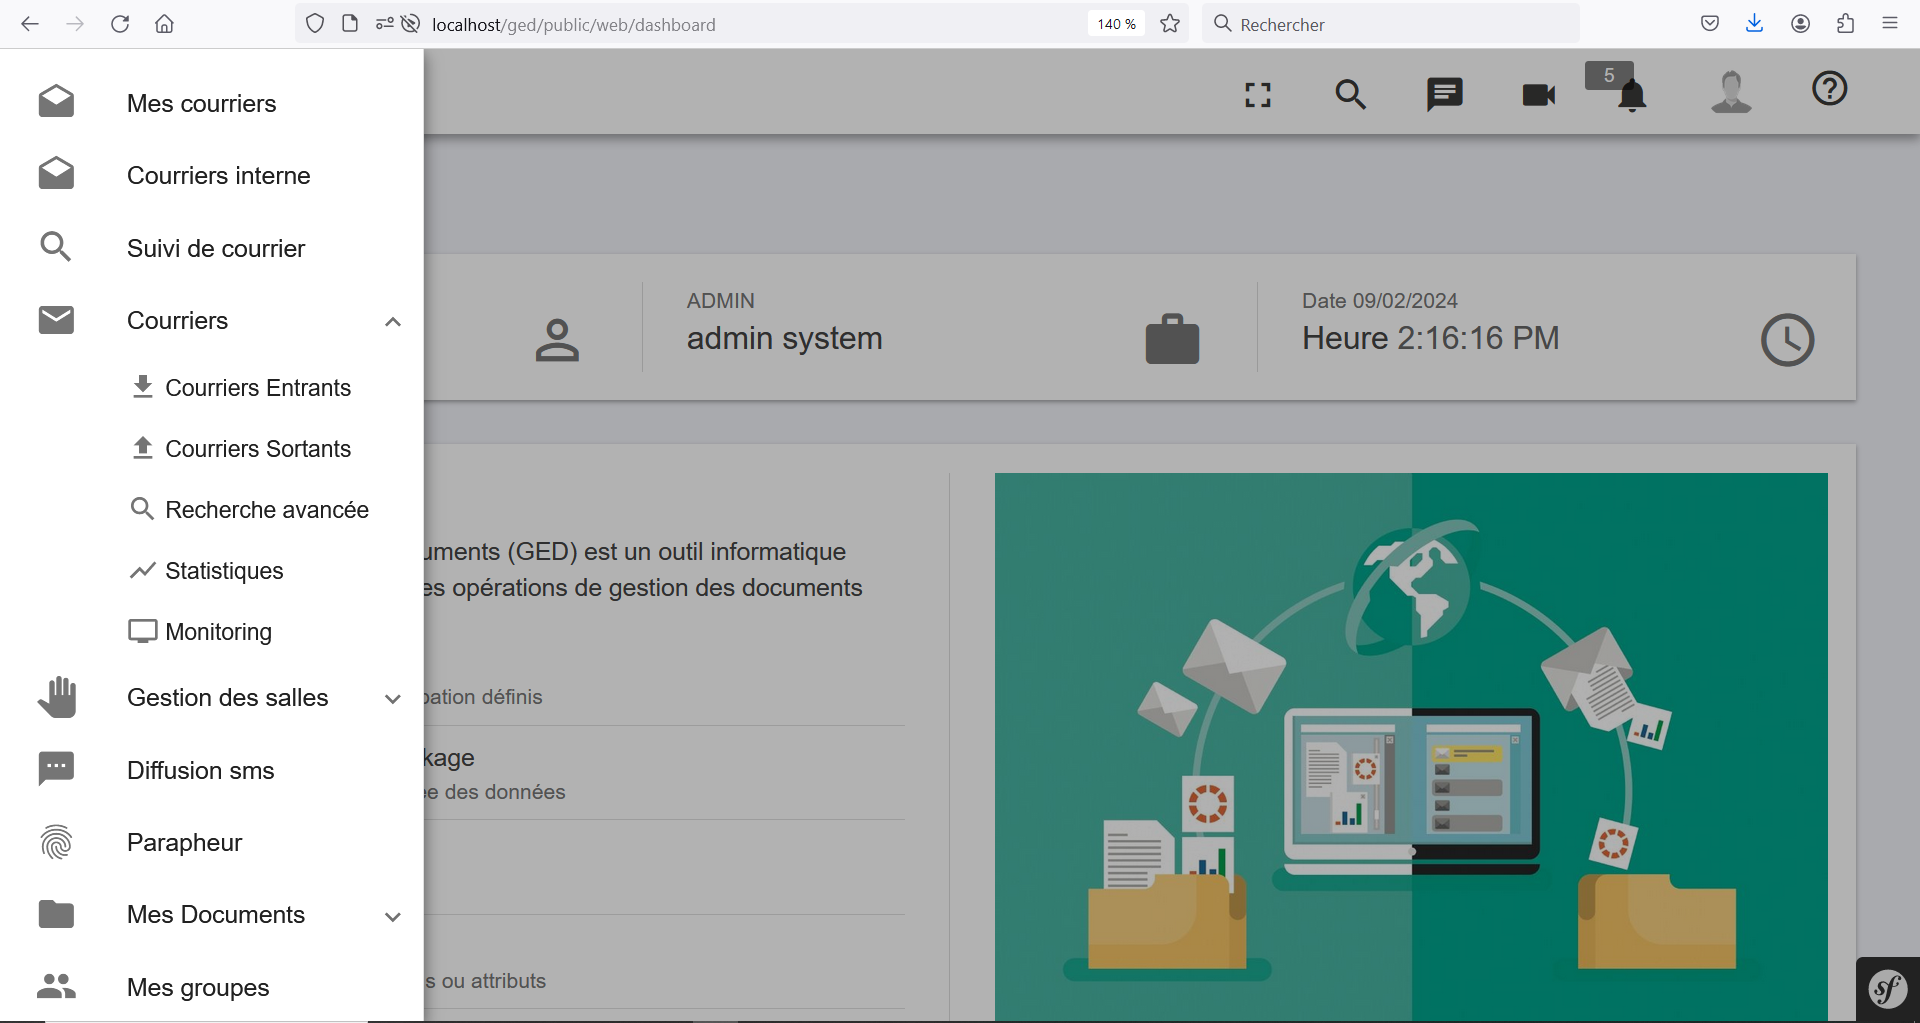 localhost/ged/public/web/dashboard
140 %
Rechercher
Mes courriers
Courriers interne
Suivi de courrier
Courriers
Courriers Entrants
Courriers Sortants
Recherche avancée
Statistiques
Monitoring
Gestion des salles
Diffusion sms
Parapheur
Mes Documents
Mes groupes
5
ADMIN
admin system
Date 09/02/2024
Heure 2:16:16 PM
uments (GED) est un outil informatique
es opérations de gestion des documents
pation définis
kage
ée des données
s ou attributs
sf